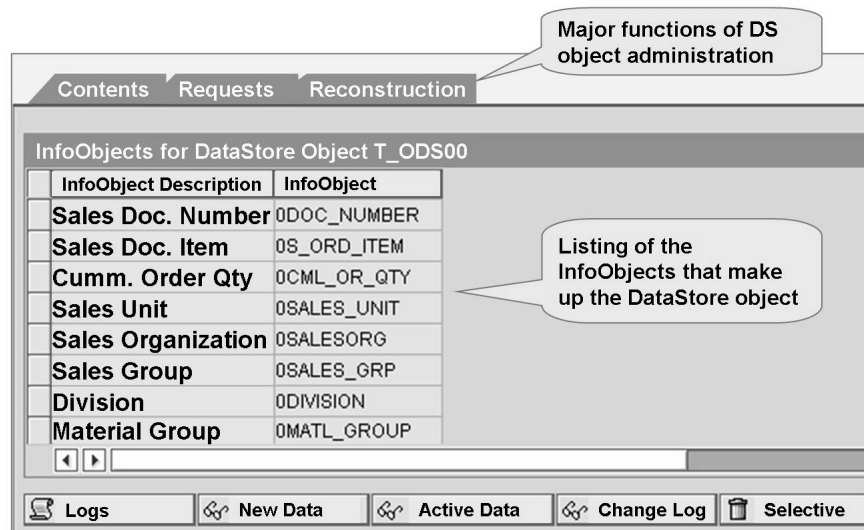 Major functions of DS
object administration
Contents Requests Reconstruction
InfoObjects for DataStore Object T_ODS00
InfoObject Description InfoObject
Sales Doc. Number 0DOC_NUMBER
Sales Doc. Item 0S_ORD_ITEM
Cumm. Order Qty 0CML_OR_QTY
Sales Unit 0SALES_UNIT
Sales Organization 0SALESORG
Sales Group 0SALES_GRP
Division 0DIVISION
Material Group 0MATL_GROUP
Listing of the
InfoObjects that make
up the DataStore object
Logs New Data Active Data Change Log Selective